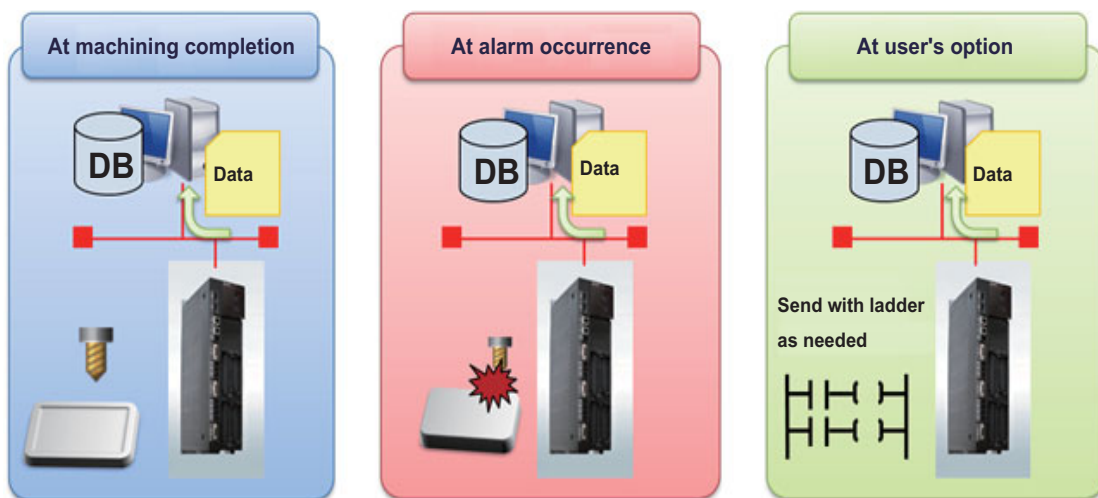 At machining completion
DB
Data
At alarm occurrence
DB
Data
At user's option
DB
Data
Send with ladder
as needed